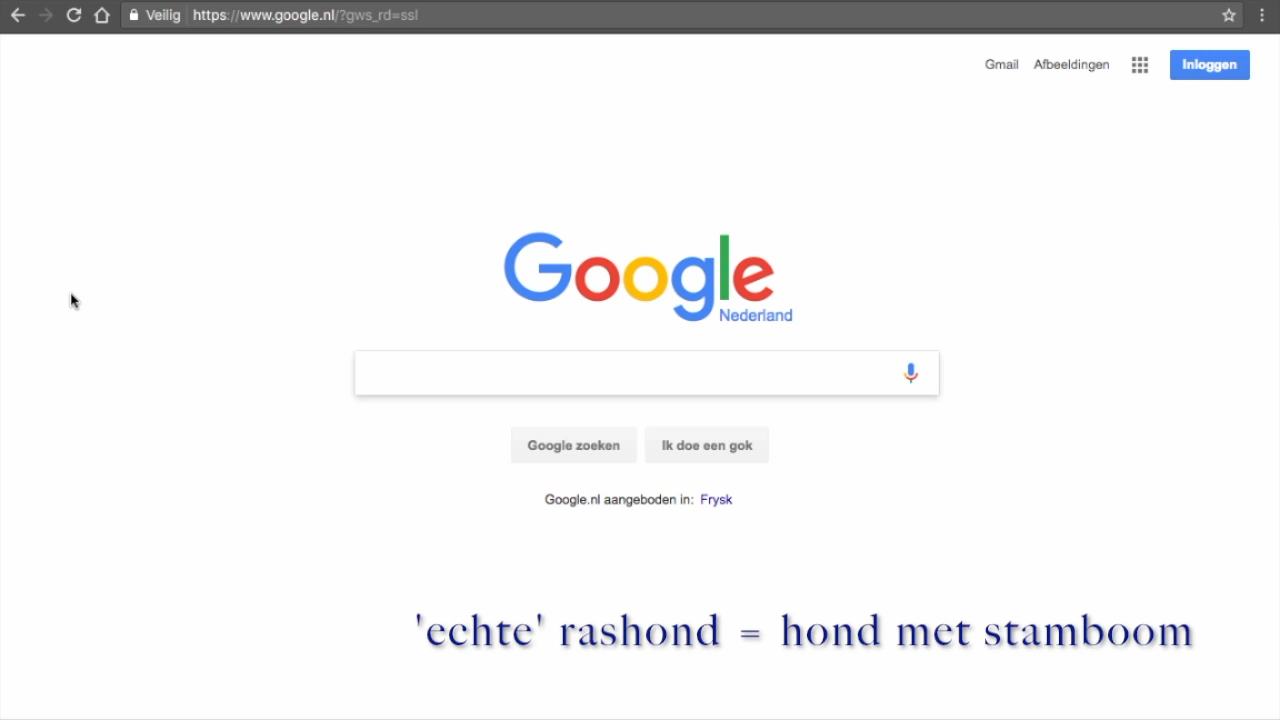 Veilig https://www.google.nl/?gws_rd=ssl
Gmail Afbeeldingen Inloggen
Google
Nederland
Google zoeken Ik doe een gok
Google.nl aangeboden in: Frysk
'echte' rashond = hond met stamboom